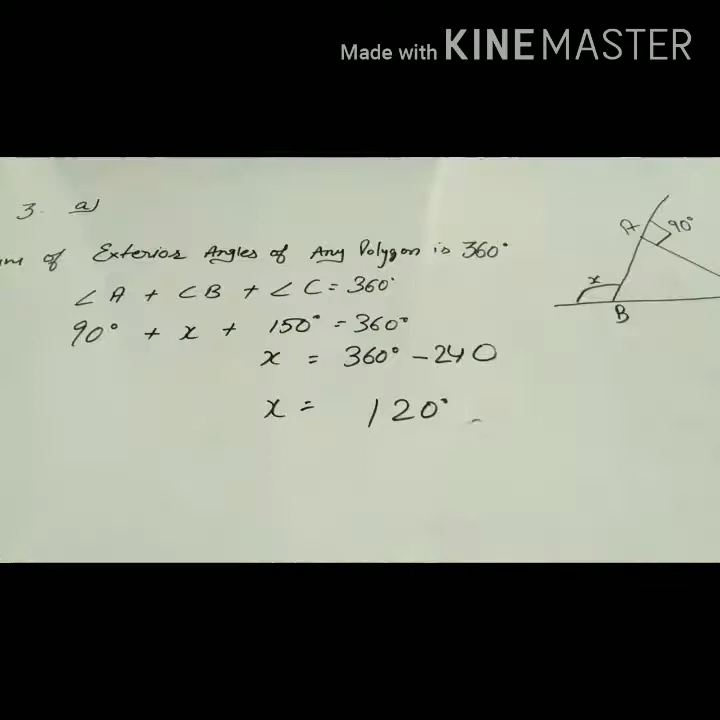 Made with KINEMASTER
3. a)
of Exterior Angles of Any Polygon is 360°
∠A + ∠B + ∠C = 360°
90° + x + 150° = 360°
x = 360° - 240
x = 120°
A 90°
x
B